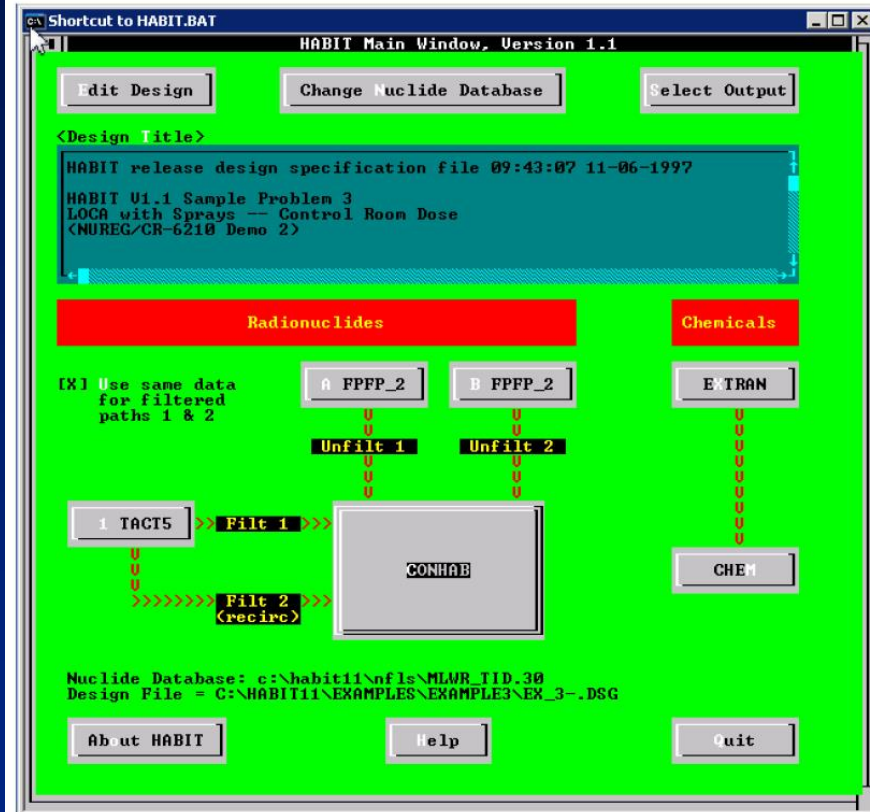 Shortcut to HABIT.BAT
HABIT Main Window, Version 1.1
Edit Design
Change Nuclide Database
Select Output
<Design Title>
HABIT release design specification file 09:43:07 11-06-1997
HABIT V1.1 Sample Problem 3
LOCA with Sprays -- Control Room Dose
<NUREG/CR-6210 Demo 2>
Radionuclides
Chemicals
[X] Use same data
for filtered
paths 1 & 2
A FPFP_2
B FPFP_2
EXTRAN
Unfilt 1
Unfilt 2
1 TACT5
>> Filt 1 >>>
CONHAB
CHEM
>>>>>>>> Filt 2 >>>
(recirc)
Nuclide Database: c:\habit11\nfls\MLWR_TID.30
Design File = C:\HABIT11\EXAMPLES\EXAMPLE3\EX_3-.DSG
About HABIT
Help
Quit